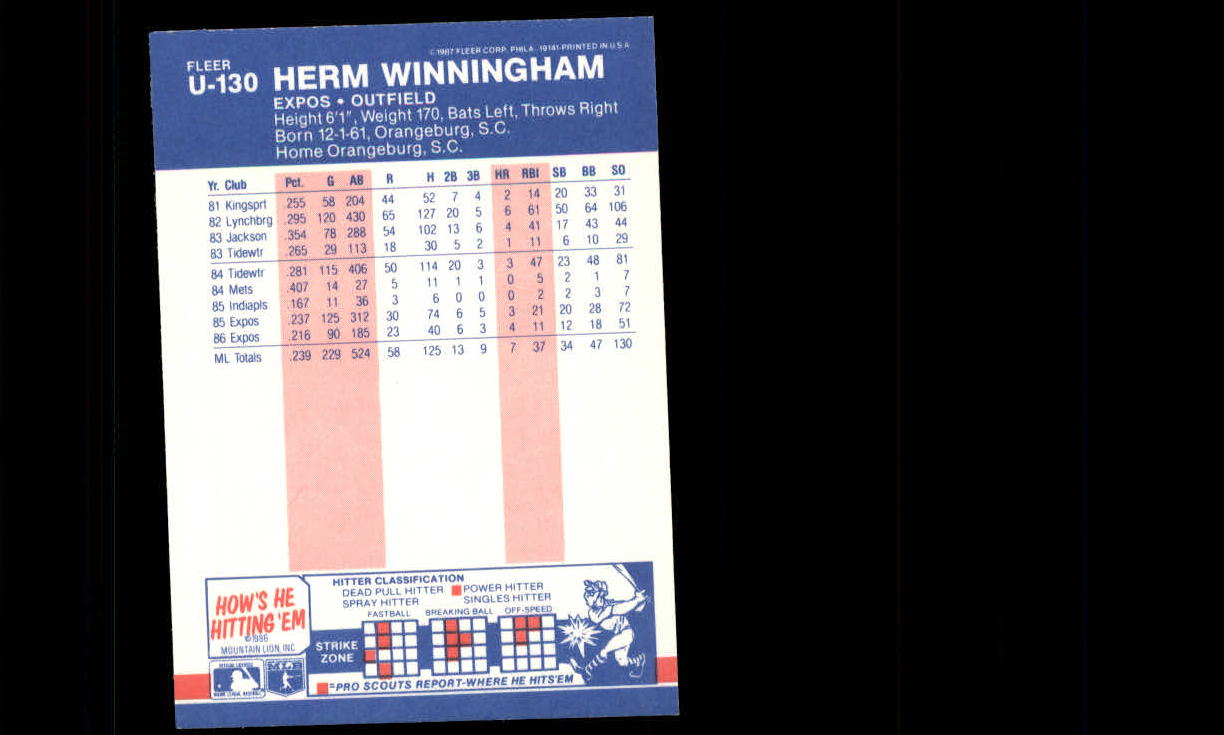 ©1987 FLEER CORP. PHILA. 19141-PRINTED IN U.S.A.
FLEER
U-130 HERM WINNINGHAM
EXPOS • OUTFIELD
Height 6'1", Weight 170, Bats Left, Throws Right
Born 12-1-61, Orangeburg, S.C.
Home Orangeburg, S.C.
Yr. Club Pct. G AB R H 2B 3B HR RBI SB BB SO
81 Kingsprt .255 58 204 44 52 7 4 2 14 20 33 31
82 Lynchbrg .295 120 430 65 127 20 5 6 61 50 64 106
83 Jackson .354 78 288 54 102 13 6 4 41 17 43 44
83 Tidewtr .265 29 113 18 30 5 2 1 11 6 10 29
84 Tidewtr .281 115 406 50 114 20 3 3 47 23 48 81
84 Mets .407 14 27 5 11 1 1 0 5 2 1 7
85 Indiapls .167 11 36 3 6 0 0 0 2 2 3 7
85 Expos .237 125 312 30 74 6 5 3 21 20 28 72
86 Expos .216 90 185 23 40 6 3 4 11 12 18 51
ML Totals .239 229 524 58 125 13 9 7 37 34 47 130
HOW'S HE
HITTING 'EM
©1986
MOUNTAIN LION, INC.
HITTER CLASSIFICATION
DEAD PULL HITTER POWER HITTER
SPRAY HITTER SINGLES HITTER
FASTBALL BREAKING BALL OFF-SPEED
STRIKE
ZONE
=PRO SCOUTS REPORT-WHERE HE HITS'EM
MLB